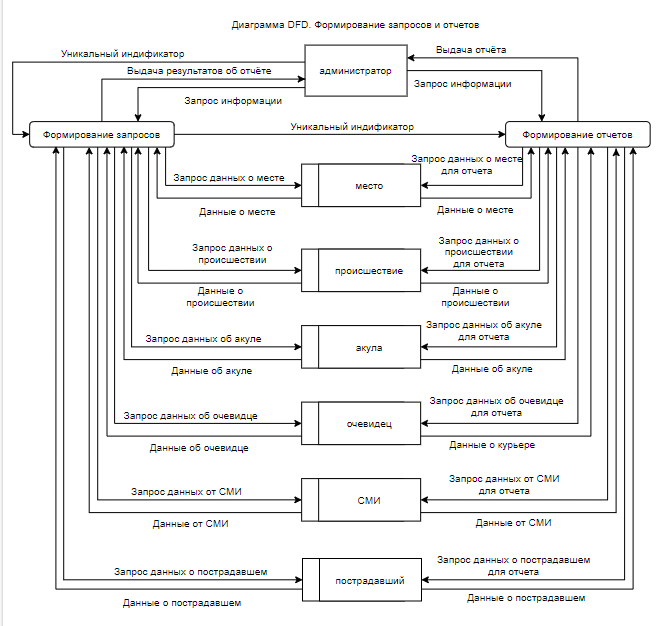 Диаграмма DFD. Формирование запросов и отчетов
Уникальный индификатор
Выдача отчёта
администратор
Выдача результатов об отчёте
Запрос информации
Запрос информации
Формирование запросов
Уникальный индификатор
Формирование отчетов
Запрос данных о месте
место
Запрос данных о месте
для отчета
Данные о месте
Данные о месте
Запрос данных о
происшествии
происшествие
Запрос данных о
происшествии
для отчета
Данные о
происшествии
Данные о
происшествии
Запрос данных об акуле
акула
Запрос данных об акуле
для отчета
Данные об акуле
Данные об акуле
Запрос данных об очевидце
очевидец
Запрос данных об очевидце
для отчета
Данные об очевидце
Данные о курьере
Запрос данных от СМИ
СМИ
Запрос данных от СМИ
для отчета
Данные от СМИ
Данные от СМИ
Запрос данных о пострадавшем
пострадавший
Запрос данных о пострадавшем
для отчета
Данные о пострадавшем
Данные о пострадавшем